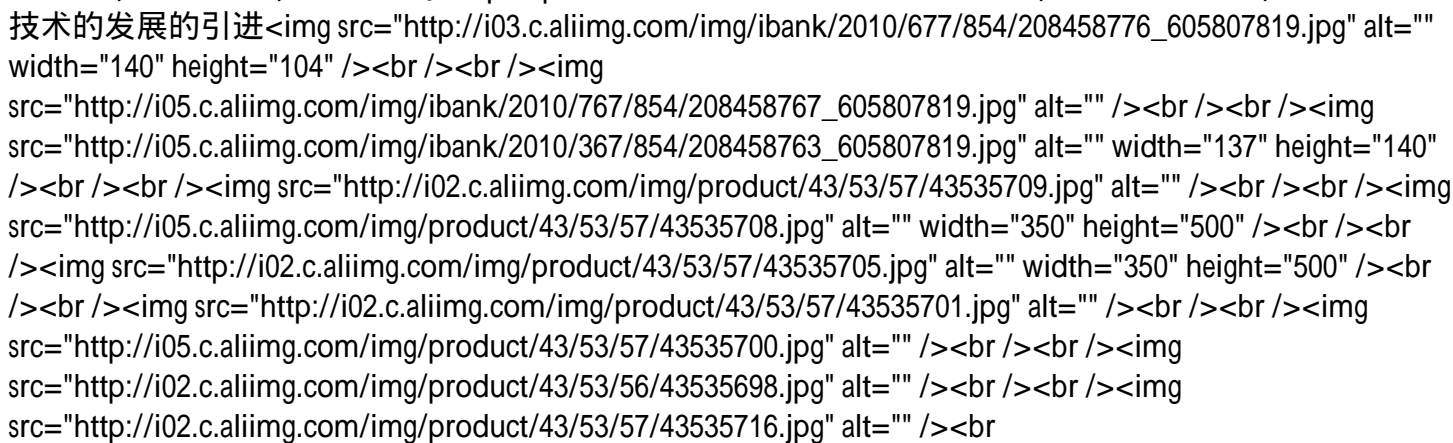 技术的发展的引进<img src="http://i03.c.aliimg.com/img/ibank/2010/677/854/208458776_605807819.jpg" alt=""
width="140" height="104" /><br /><br /><img
src="http://i05.c.aliimg.com/img/ibank/2010/767/854/208458767_605807819.jpg" alt="" /><br /><br /><img
src="http://i05.c.aliimg.com/img/ibank/2010/367/854/208458763_605807819.jpg" alt="" width="137" height="140"
/><br /><br /><img src="http://i02.c.aliimg.com/img/product/43/53/57/43535709.jpg" alt="" /><br /><br /><img
src="http://i05.c.aliimg.com/img/product/43/53/57/43535708.jpg" alt="" width="350" height="500" /><br /><br
/><img src="http://i02.c.aliimg.com/img/product/43/53/57/43535705.jpg" alt="" width="350" height="500" /><br
/><br /><img src="http://i02.c.aliimg.com/img/product/43/53/57/43535701.jpg" alt="" /><br /><br /><img
src="http://i05.c.aliimg.com/img/product/43/53/57/43535700.jpg" alt="" /><br /><br /><img
src="http://i02.c.aliimg.com/img/product/43/53/56/43535698.jpg" alt="" /><br /><br /><img
src="http://i02.c.aliimg.com/img/product/43/53/57/43535716.jpg" alt="" /><br